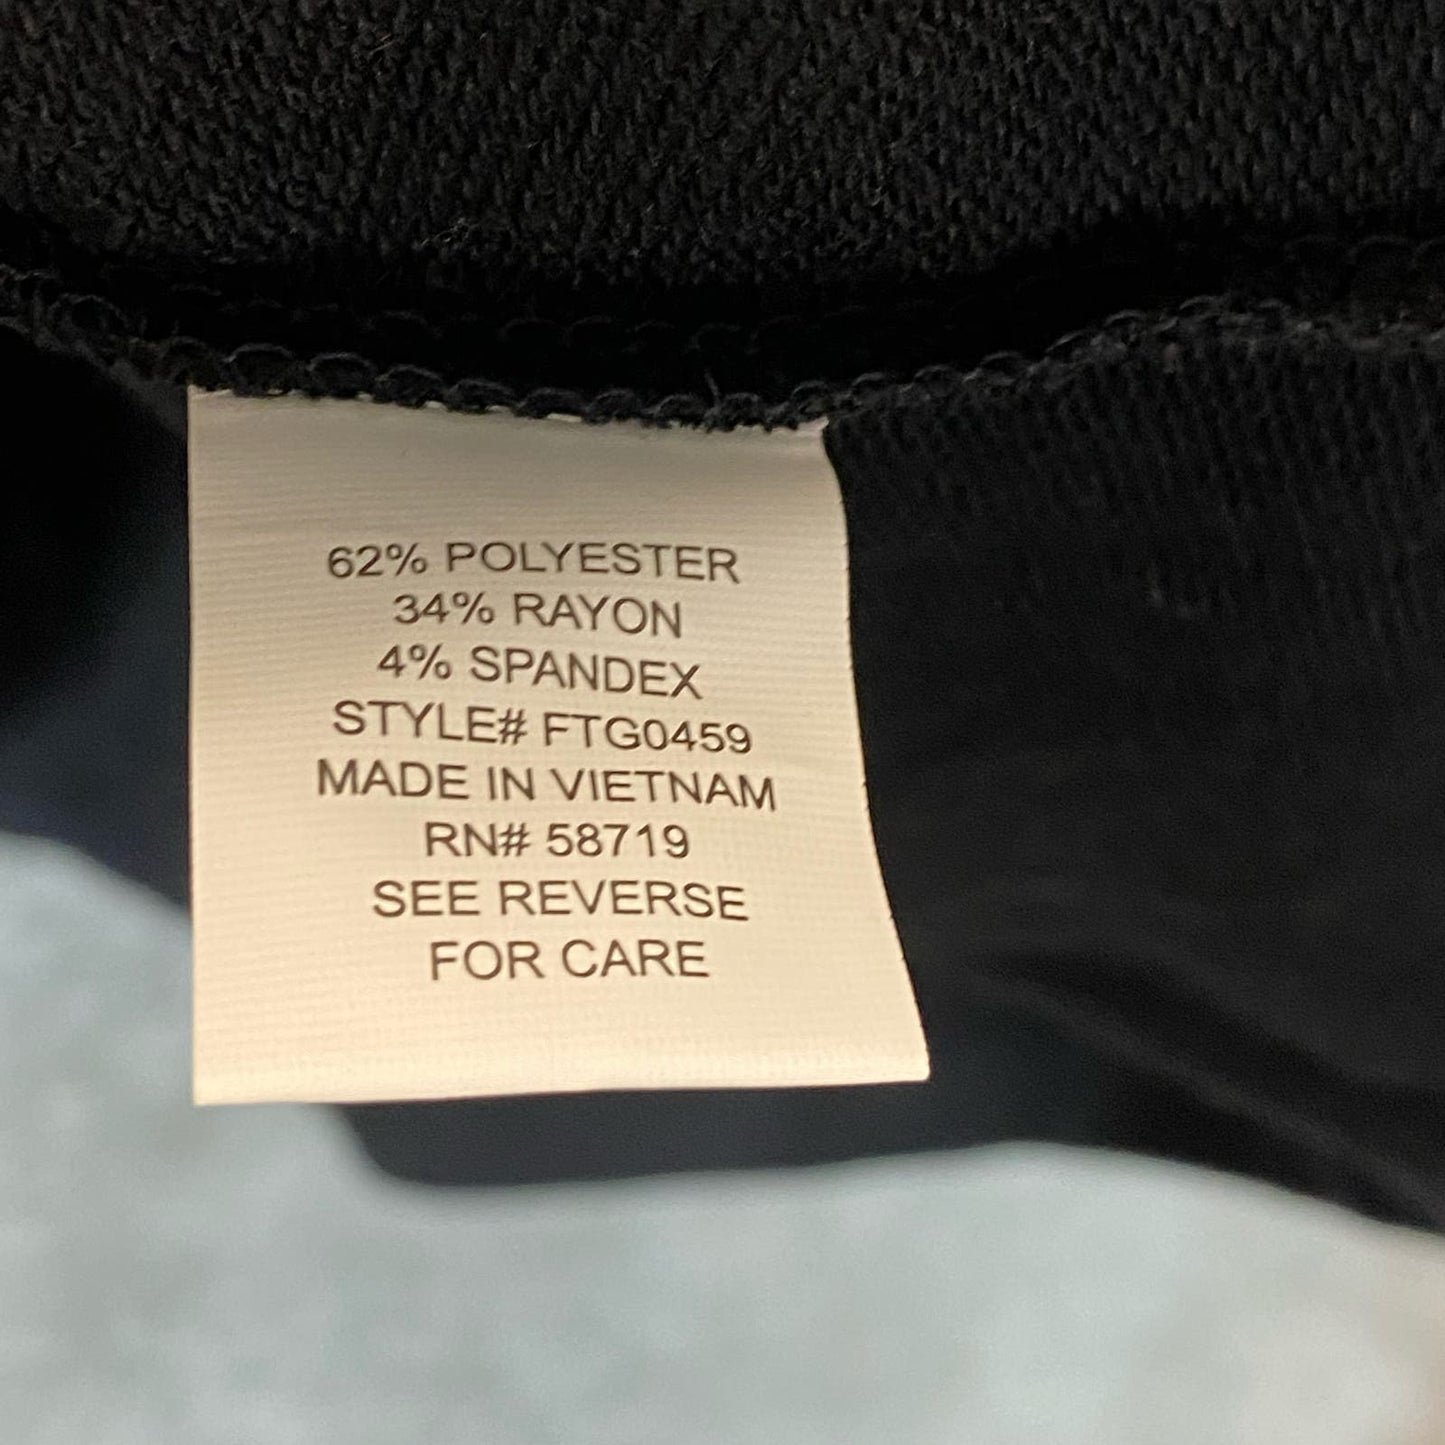 62% POLYESTER
34% RAYON
4% SPANDEX
STYLE# FTG0459
MADE IN VIETNAM
RN# 58719
SEE REVERSE
FOR CARE